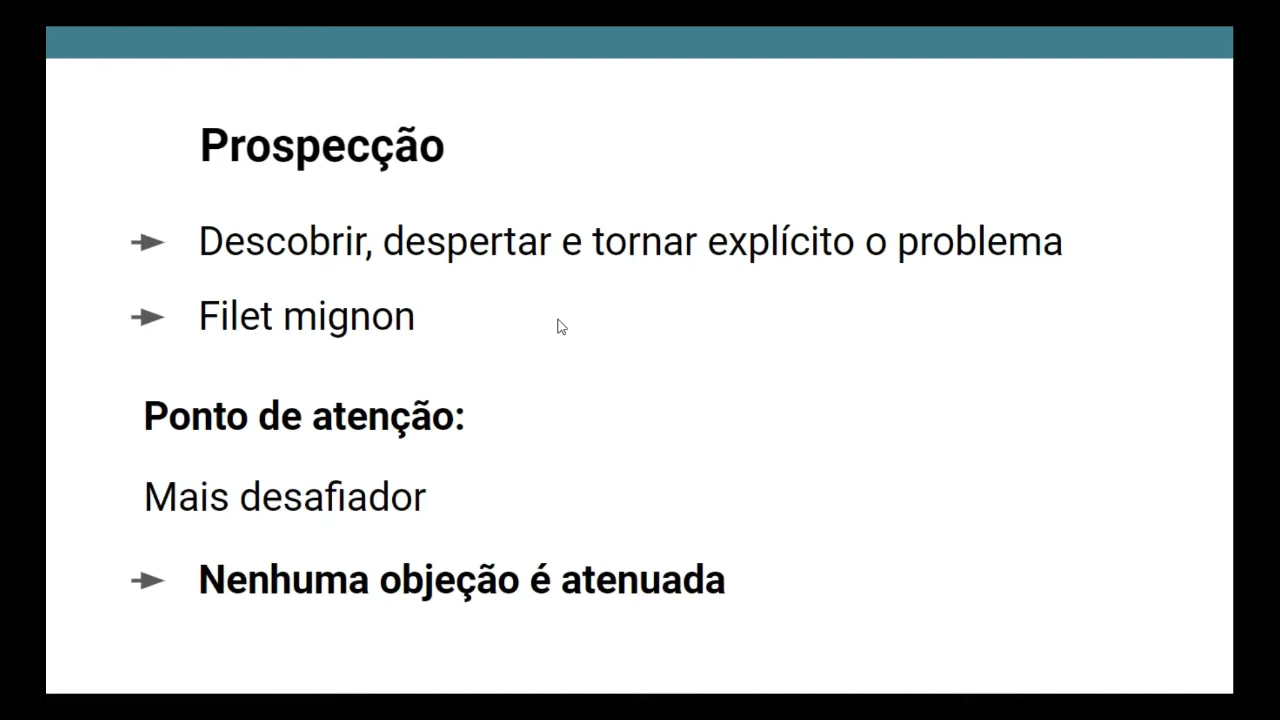 Prospecção
Descobrir, despertar e tornar explícito o problema
Filet mignon
Ponto de atenção:
Mais desafiador
Nenhuma objeção é atenuada